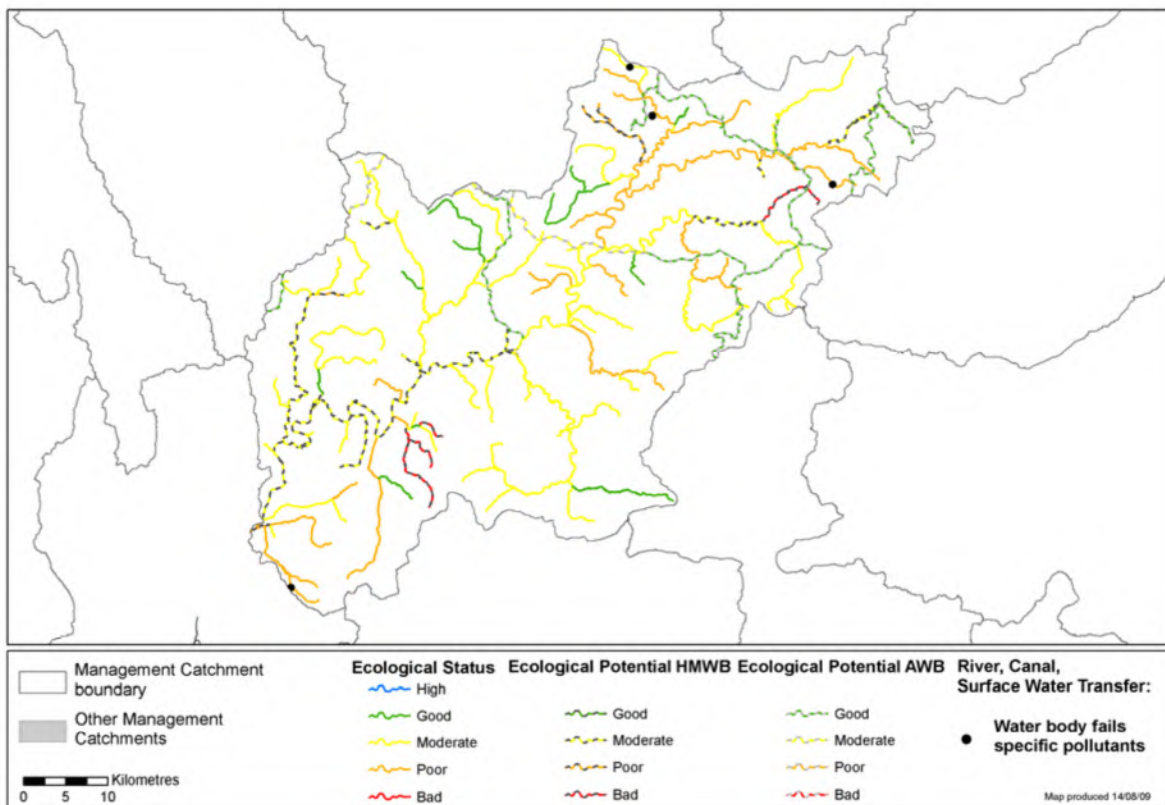 Management Catchment
boundary
Other Management
Catchments
Kilometres
0 5 10
Ecological Status
High
Good
Moderate
Poor
Bad
Ecological Potential HMWB
Good
Moderate
Poor
Bad
Ecological Potential AWB
Good
Moderate
Poor
Bad
River, Canal,
Surface Water Transfer:
Water body fails
specific pollutants
Map produced 14/08/09